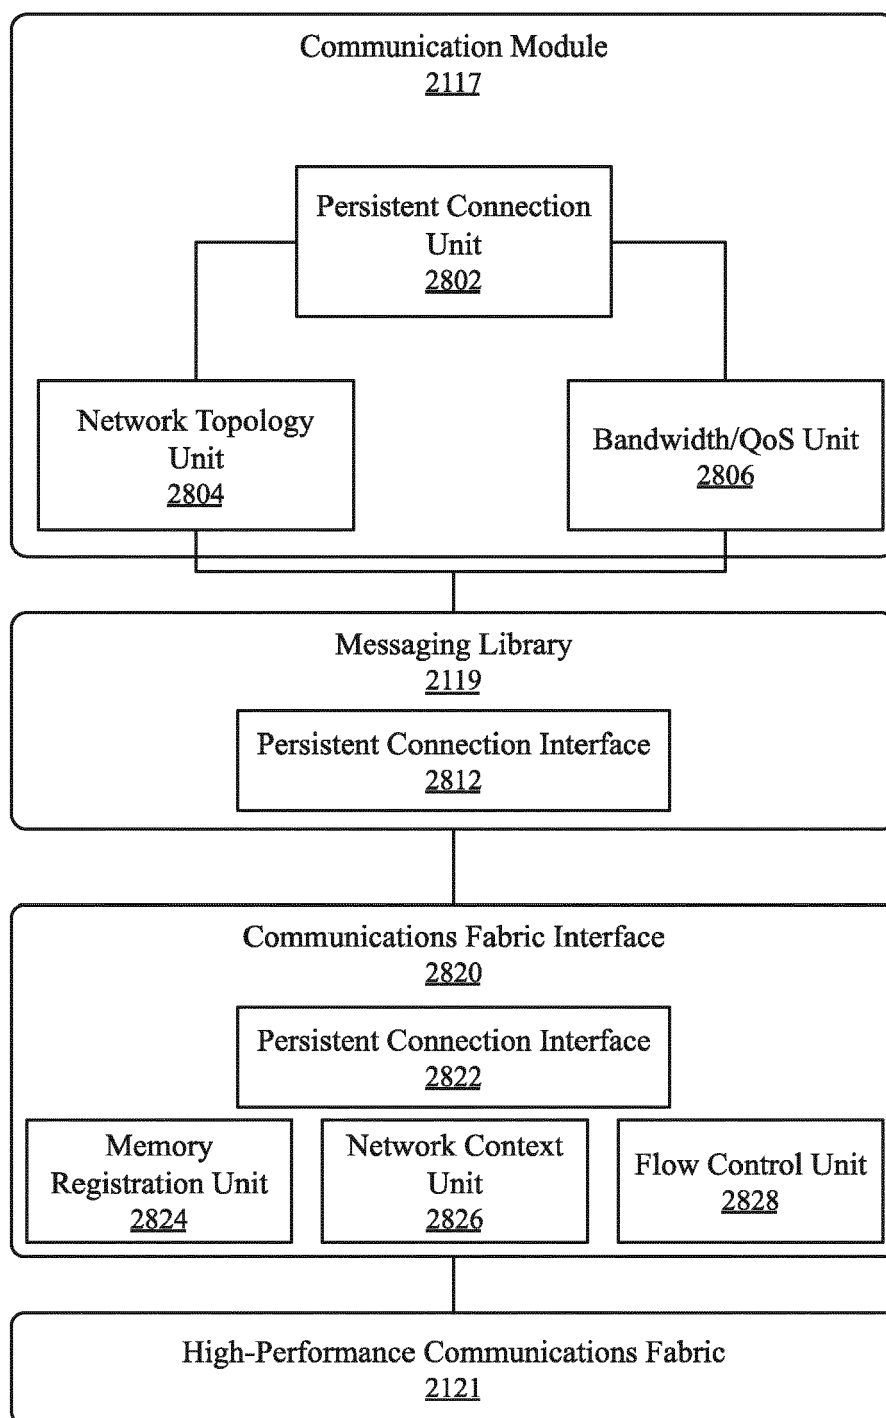 Communication Module
2117
Persistent Connection
Unit
2802
Network Topology
Unit
2804
Bandwidth/QoS Unit
2806
Messaging Library
2119
Persistent Connection Interface
2812
Communications Fabric Interface
2820
Persistent Connection Interface
2822
Memory
Registration Unit
2824
Network Context
Unit
2826
Flow Control Unit
2828
High-Performance Communications Fabric
2121